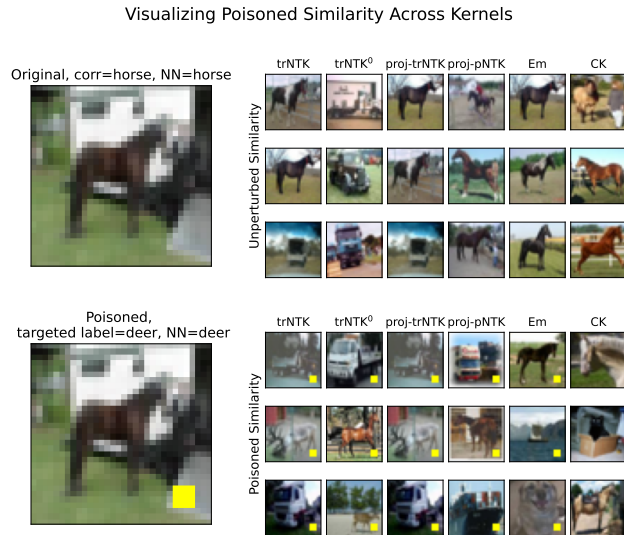 Visualizing Poisoned Similarity Across Kernels
Original, corr=horse, NN=horse
trNTK trNTK⁰ proj-trNTK proj-pNTK Em CK
Unperturbed Similarity
Poisoned,
targeted label=deer, NN=deer
trNTK trNTK⁰ proj-trNTK proj-pNTK Em CK
Poisoned Similarity